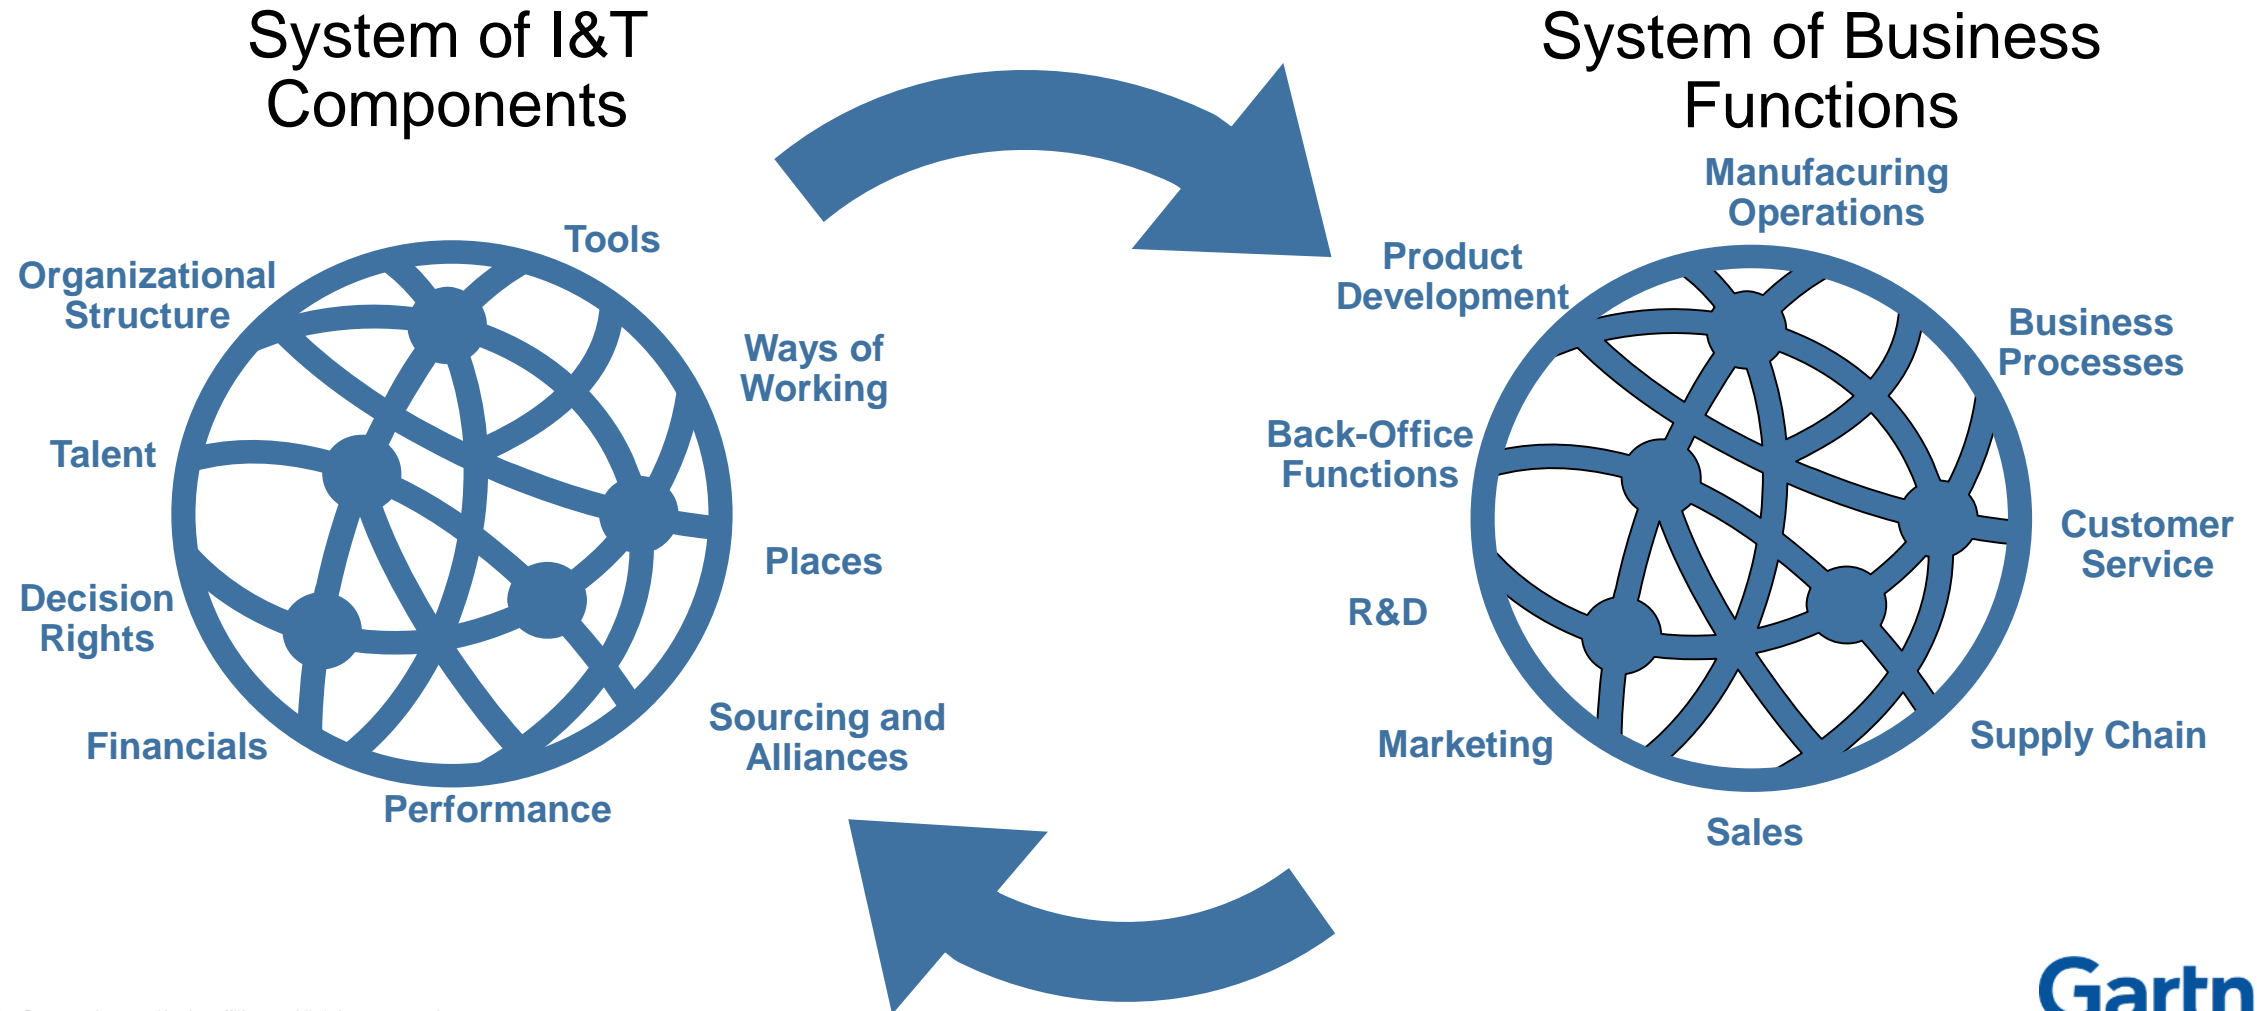 System of I&T
Components
System of Business
Functions
Tools
Organizational
Structure
Ways of
Working
Talent
Places
Decision
Rights
Sourcing and
Alliances
Financials
Performance
Manufacuring
Operations
Product
Development
Business
Processes
Back-Office
Functions
Customer
Service
R&D
Marketing
Supply Chain
Sales
Gartn